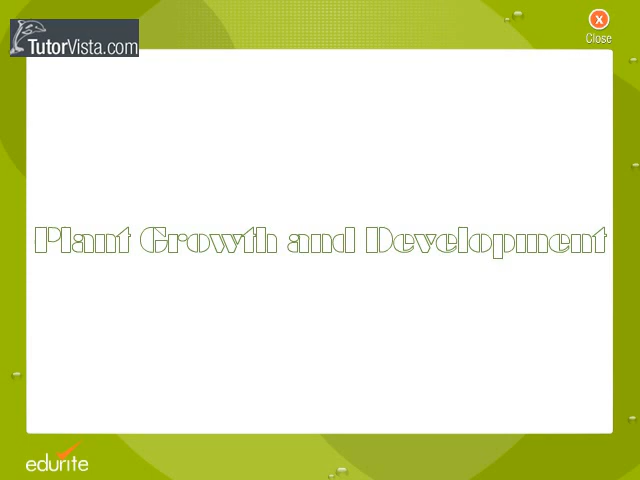 TutorVista.com
X
Close
Plant Growth and Development
edurite